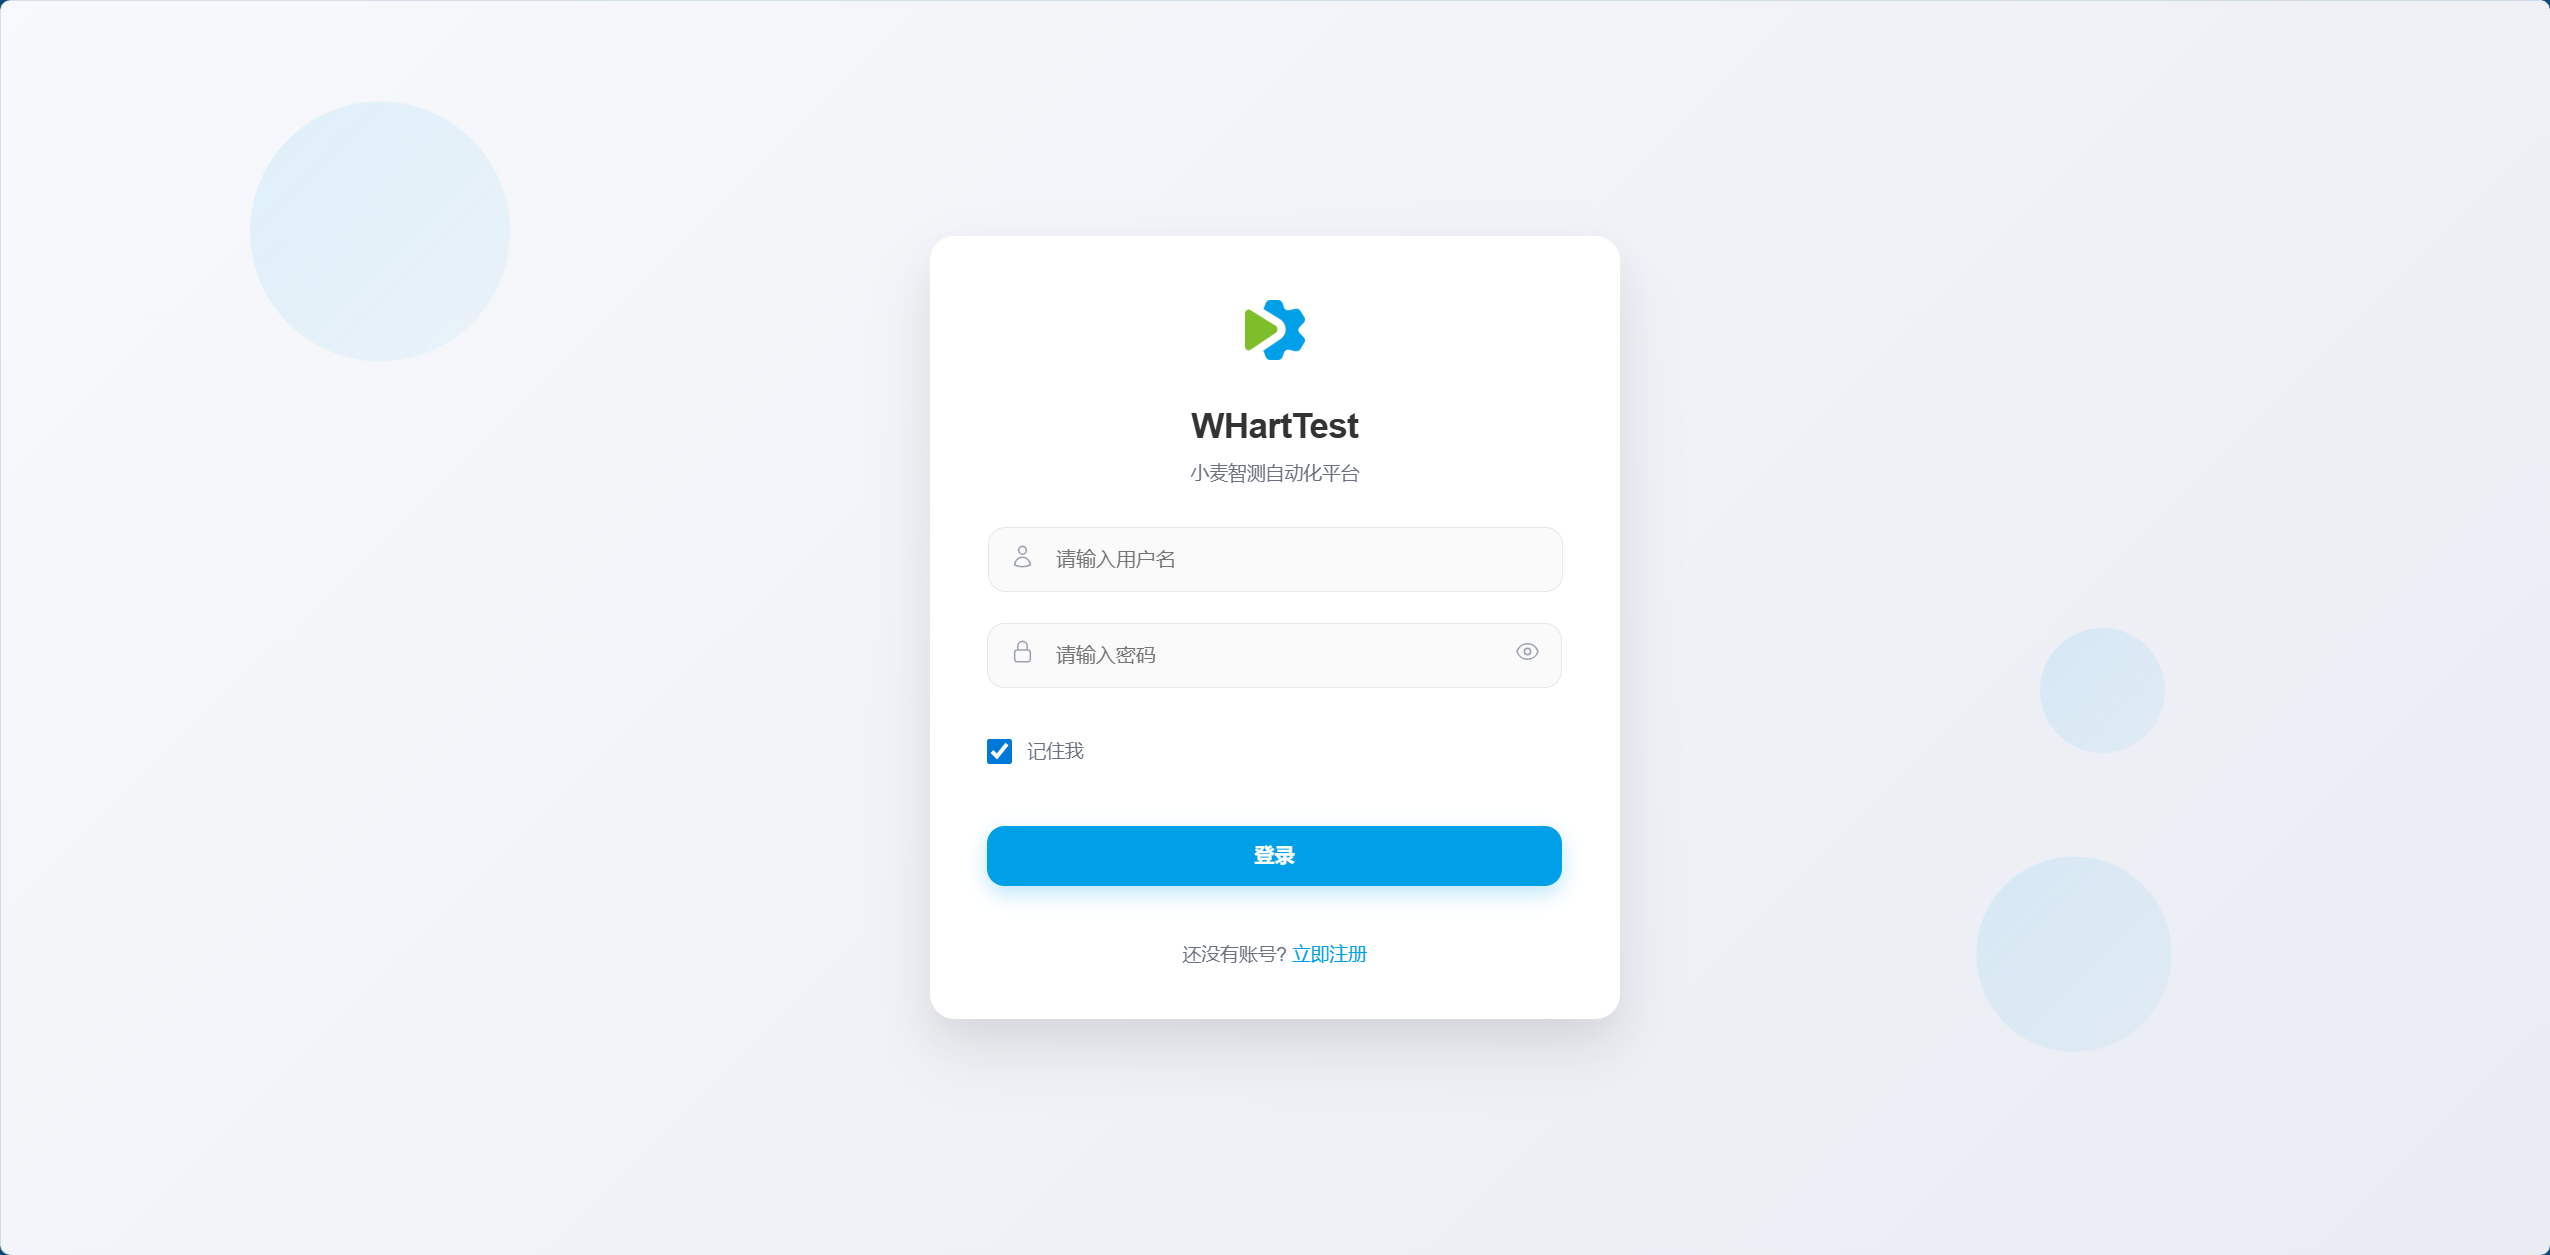 WHartTest
小麦智测自动化平台
请输入用户名
请输入密码
记住我
登录
还没有账号? 立即注册